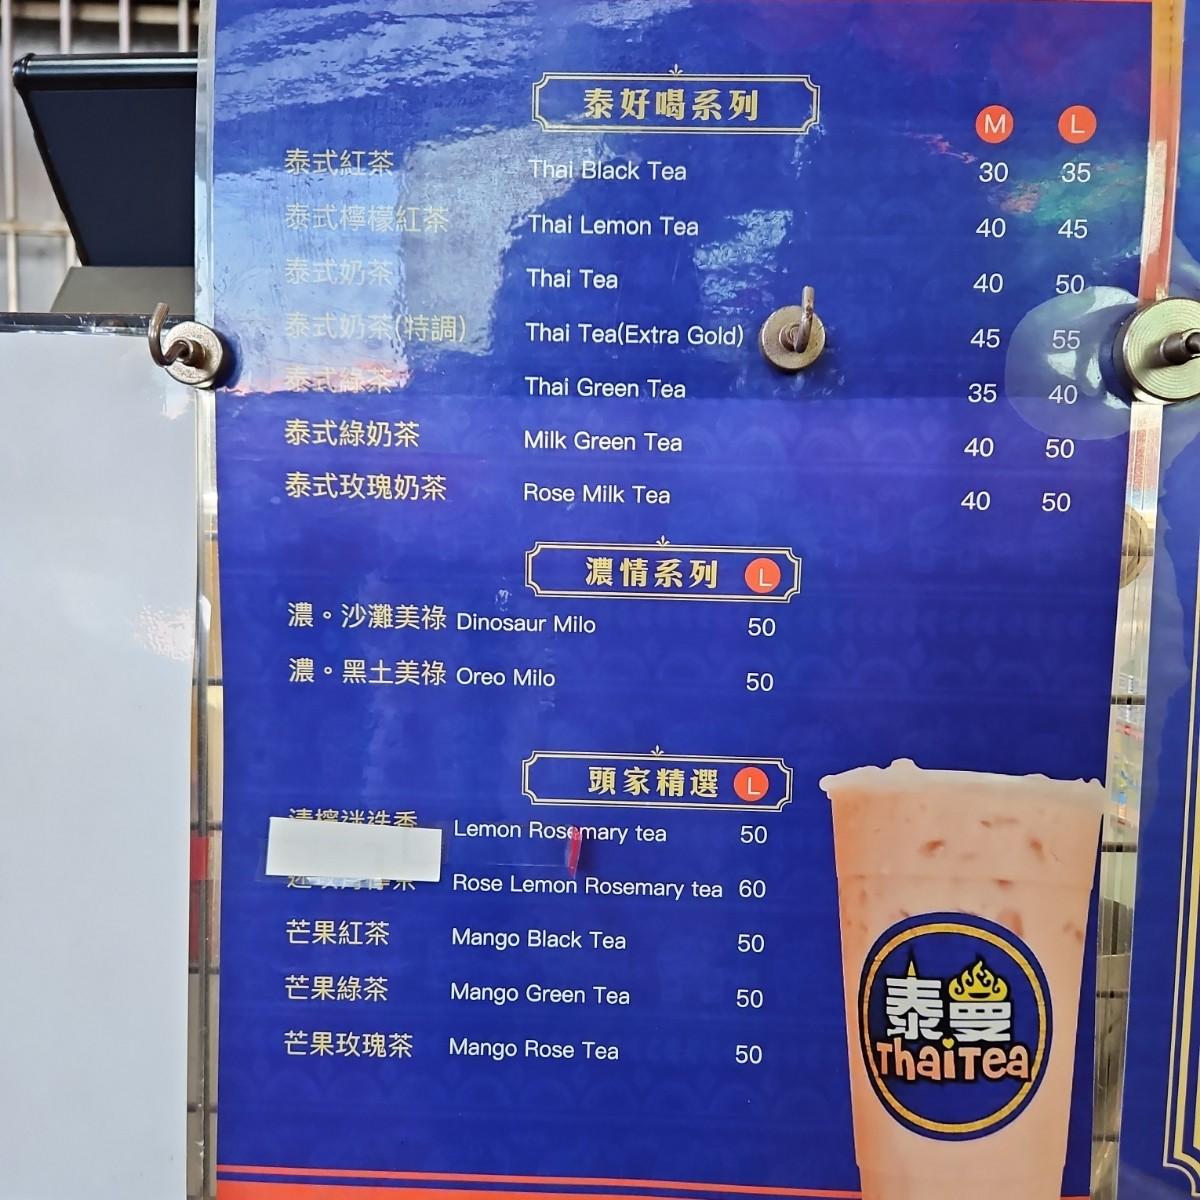 泰好喝系列
M L
泰式紅茶 Thai Black Tea 30 35
泰式檸檬紅茶 Thai Lemon Tea 40 45
泰式奶茶 Thai Tea 40 50
泰式奶茶(特調) Thai Tea(Extra Gold) 45 55
泰式綠茶 Thai Green Tea 35 40
泰式綠奶茶 Milk Green Tea 40 50
泰式玫瑰奶茶 Rose Milk Tea 40 50
濃情系列 L
濃。沙灘美祿 Dinosaur Milo 50
濃。黑土美祿 Oreo Milo 50
頭家精選 L
Lemon Rosemary tea 50
Rose Lemon Rosemary tea 60
芒果紅茶 Mango Black Tea 50
芒果綠茶 Mango Green Tea 50
芒果玫瑰茶 Mango Rose Tea 50
泰曼
ThaiTea